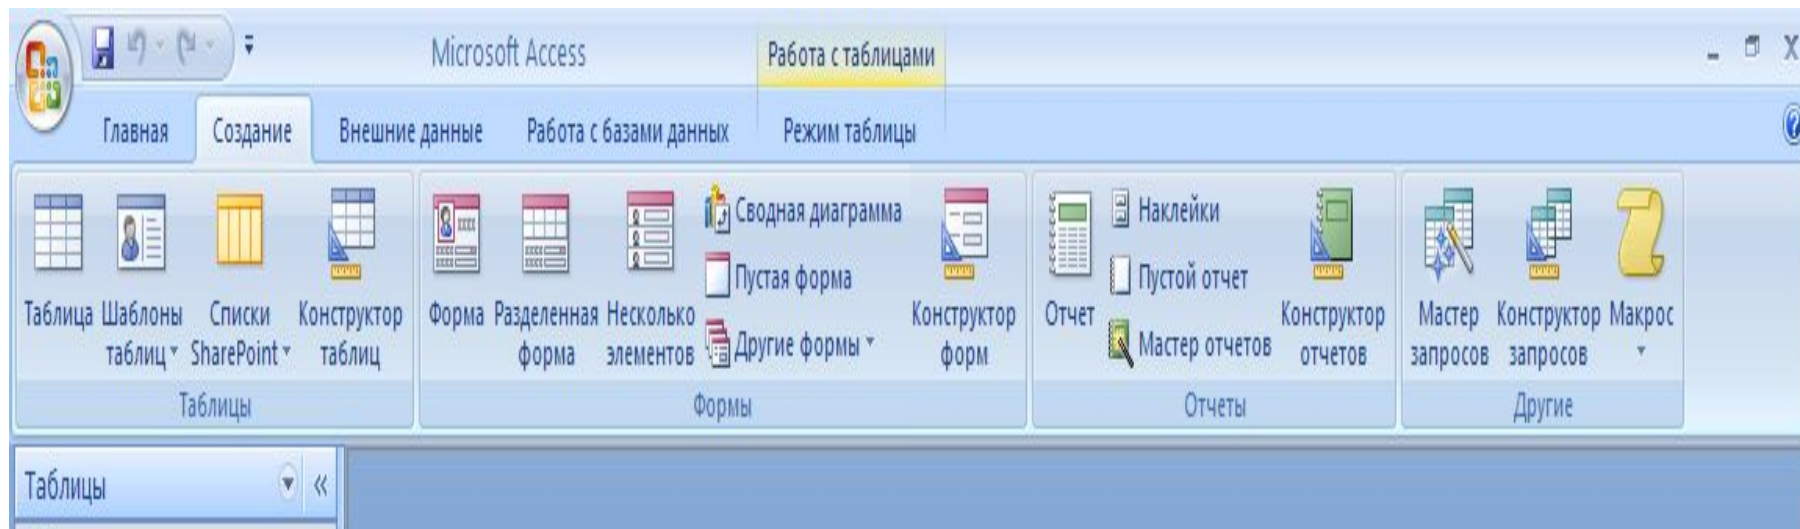 Microsoft Access
Работа с таблицами
Главная
Создание
Внешние данные
Работа с базами данных
Режим таблицы
Таблица
Шаблоны
таблиц
Списки
SharePoint
Конструктор
таблиц
Таблицы
Форма
Разделенная
форма
Несколько
элементов
Сводная диаграмма
Пустая форма
Другие формы
Конструктор
форм
Формы
Отчет
Наклейки
Пустой отчет
Мастер отчетов
Конструктор
отчетов
Отчеты
Мастер
запросов
Конструктор
запросов
Макрос
Другие
Таблицы